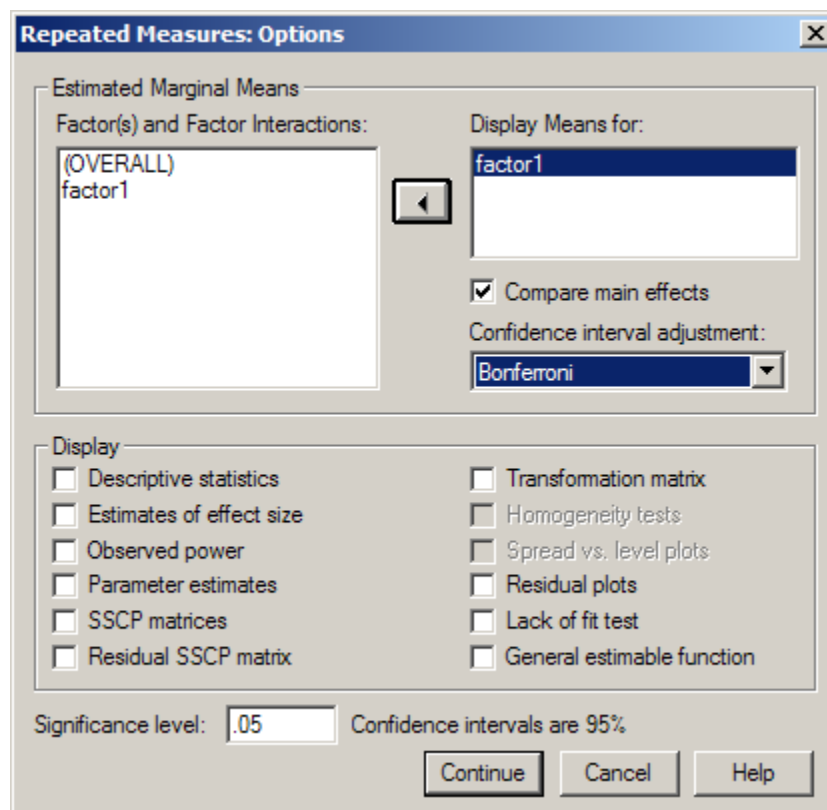 Repeated Measures: Options
Estimated Marginal Means
Factor(s) and Factor Interactions:
(OVERALL)
factor1
Display Means for:
factor1
Compare main effects
Confidence interval adjustment:
Bonferroni
Display
Descriptive statistics
Estimates of effect size
Observed power
Parameter estimates
SSCP matrices
Residual SSCP matrix
Transformation matrix
Homogeneity tests
Spread vs. level plots
Residual plots
Lack of fit test
General estimable function
Significance level: .05 Confidence intervals are 95%
Continue Cancel Help